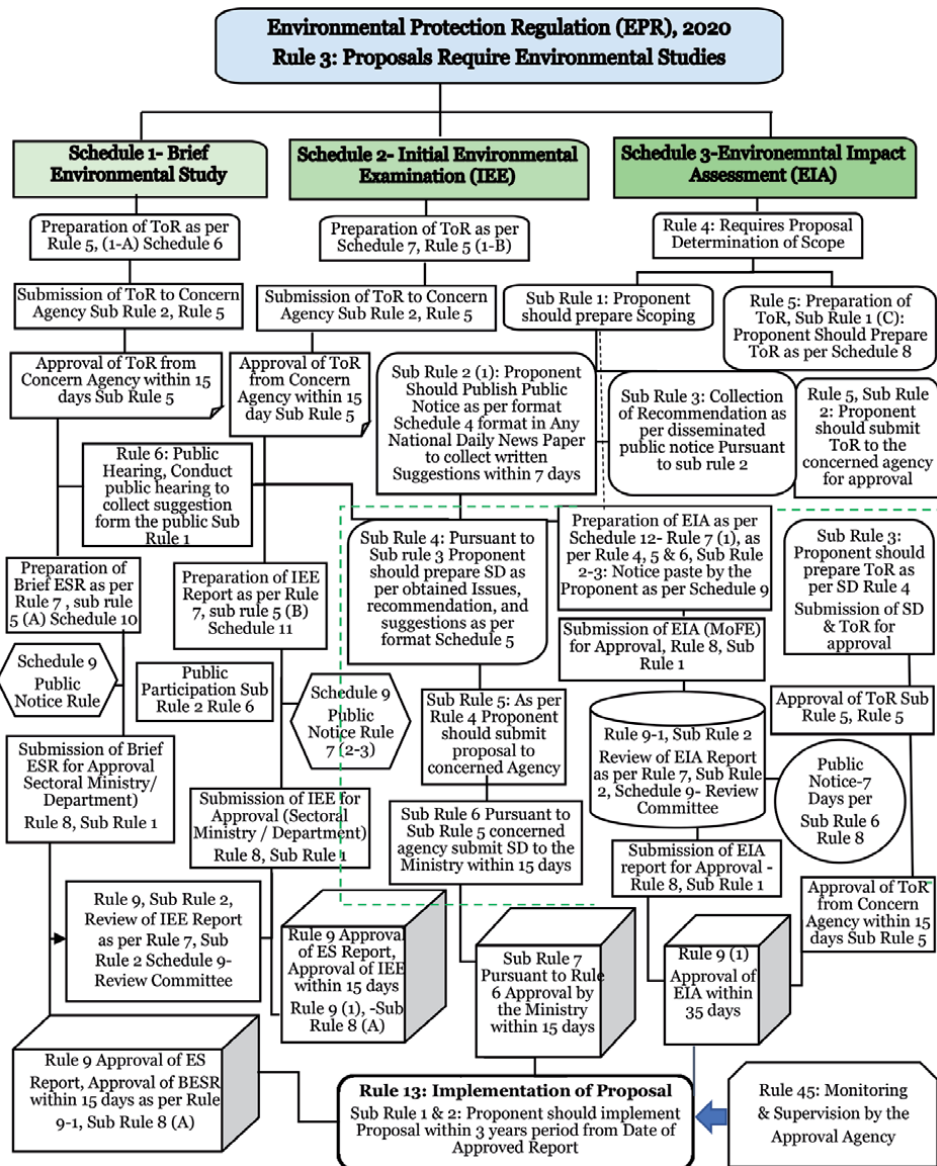 Environmental Protection Regulation (EPR), 2020
Rule 3: Proposals Require Environmental Studies
Schedule 1- Brief
Environmental Study
Schedule 2- Initial Environmental
Examination (IEE)
Schedule 3-Environemntal Impact
Assessment (EIA)
Preparation of ToR as per
Rule 5, (1-A) Schedule 6
Preparation of ToR as per
Schedule 7, Rule 5 (1-B)
Rule 4: Requires Proposal
Determination of Scope
Submission of ToR to Concern
Agency Sub Rule 2, Rule 5
Submission of ToR to Concern
Agency Sub Rule 2, Rule 5
Sub Rule 1: Proponent
should prepare Scoping
Rule 5: Preparation of
ToR, Sub Rule 1 (C):
Proponent Should Prepare
ToR as per Schedule 8
Approval of ToR from
Concern Agency within 15
days Sub Rule 5
Approval of ToR
from Concern
Agency within 15
day Sub Rule 5
Sub Rule 2 (1): Proponent
Should Publish Public
Notice as per format
Schedule 4 format in Any
National Daily News Paper
to collect written
Suggestions within 7 days
Sub Rule 3: Collection
of Recommendation as
per disseminated
public notice Pursuant
to sub rule 2
Rule 5, Sub Rule
2: Proponent
should submit
ToR to the
concerned agency
for approval
Rule 6: Public
Hearing, Conduct
public hearing to
collect suggestion
form the public Sub
Rule 1
Sub Rule 4: Pursuant to
Sub rule 3 Proponent
should prepare SD as
per obtained Issues,
recommendation, and
suggestions as per
format Schedule 5
Preparation of EIA as per
Schedule 12- Rule 7 (1), as
per Rule 4, 5 & 6, Sub Rule
2-3: Notice paste by the
Proponent as per Schedule 9
Sub Rule 3:
Proponent should
prepare ToR as
per SD Rule 4
Submission of SD
& ToR for
approval
Preparation of
Brief ESR as per
Rule 7 , sub rule
5 (A) Schedule 10
Preparation of IEE
Report as per Rule
7, sub rule 5 (B)
Schedule 11
Submission of EIA (MoFE)
for Approval, Rule 8, Sub
Rule 1
Schedule 9
Public
Notice Rule
Public
Participation Sub
Rule 2 Rule 6
Schedule 9
Public
Notice Rule
7 (2-3)
Sub Rule 5: As per
Rule 4 Proponent
should submit
proposal to
concerned Agency
Approval of ToR Sub
Rule 5, Rule 5
Rule 9-1, Sub Rule 2
Review of EIA Report
as per Rule 7, Sub Rule
2, Schedule 9- Review
Committee
Public
Notice-7
Days per
Sub Rule 6
Rule 8
Submission of Brief
ESR for Approval
Sectoral Ministry/
Department)
Rule 8, Sub Rule 1
Submission of IEE for
Approval (Sectoral
Ministry / Department)
Rule 8, Sub Rule 1
Sub Rule 6 Pursuant to
Sub Rule 5 concerned
agency submit SD to the
Ministry within 15 days
Submission of EIA
report for Approval -
Rule 8, Sub Rule 1
Approval of ToR
from Concern
Agency within 15
days Sub Rule 5
Rule 9, Sub Rule 2,
Review of IEE Report
as per Rule 7, Sub
Rule 2 Schedule 9-
Review Committee
Rule 9 Approval
of ES Report,
Approval of IEE
within 15 days
Rule 9 (1), -Sub
Rule 8 (A)
Sub Rule 7
Pursuant to Rule
6 Approval by
the Ministry
within 15 days
Rule 9 (1)
Approval of
EIA within
35 days
Rule 9 Approval of ES
Report, Approval of BESR
within 15 days as per Rule
9-1, Sub Rule 8 (A)
Rule 13: Implementation of Proposal
Sub Rule 1 & 2: Proponent should implement
Proposal within 3 years period from Date of
Approved Report
Rule 45: Monitoring
& Supervision by the
Approval Agency